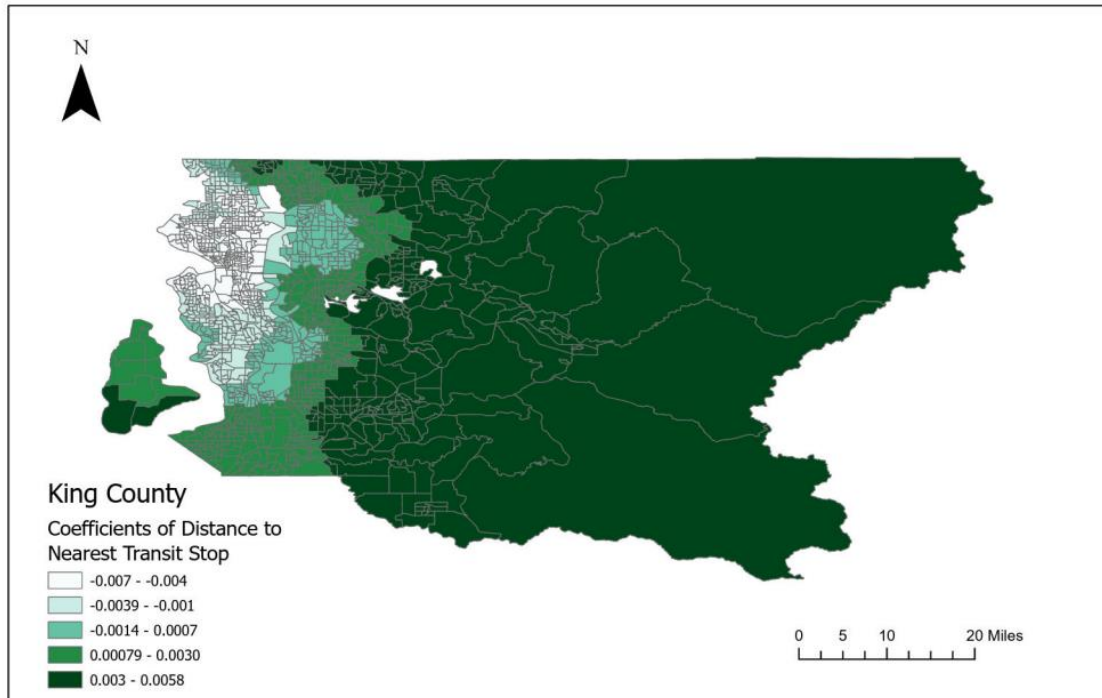 N
King County
Coefficients of Distance to
Nearest Transit Stop
-0.007 - -0.004
-0.0039 - -0.001
-0.0014 - 0.0007
0.00079 - 0.0030
0.003 - 0.0058
0 5 10 20 Miles